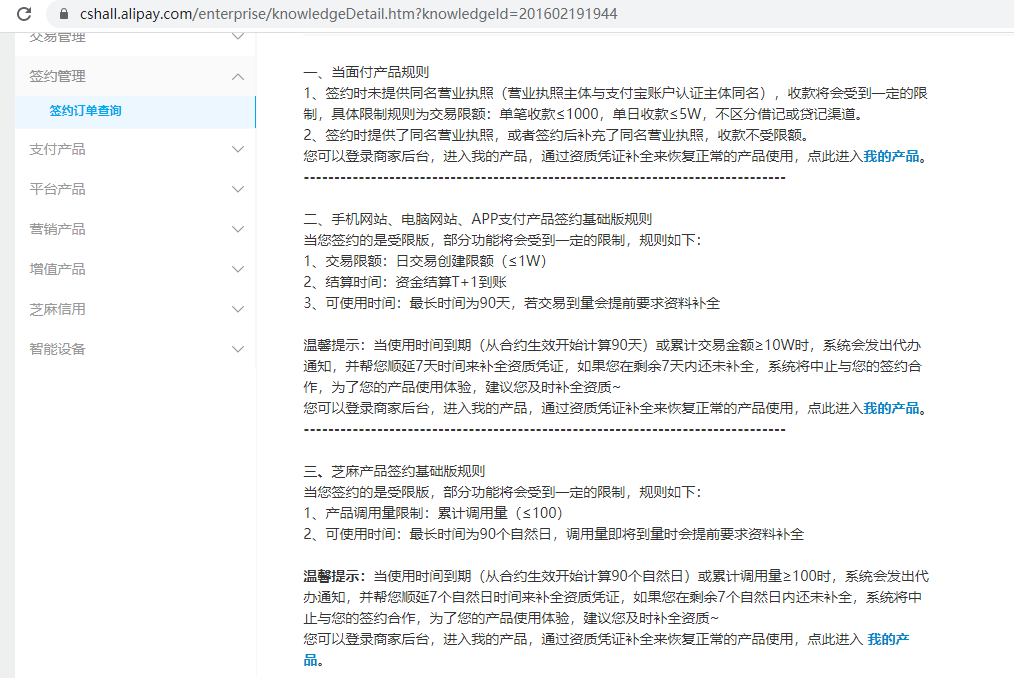 cshall.alipay.com/enterprise/knowledgeDetail.htm?knowledgeId=201602191944
交易管理
签约管理
签约订单查询
支付产品
平台产品
营销产品
增值产品
芝麻信用
智能设备
一、当面付产品规则
1、签约时未提供同名营业执照（营业执照主体与支付宝账户认证主体同名），收款将会受到一定的限
制，具体限制规则为交易限额：单笔收款≤1000，单日收款≤5W，不区分借记或贷记渠道。
2、签约时提供了同名营业执照，或者签约后补充了同名营业执照，收款不受限额。
您可以登录商家后台，进入我的产品，通过资质凭证补全来恢复正常的产品使用，点此进入我的产品。
--------------------------------------------------------------------------------
二、手机网站、电脑网站、APP支付产品签约基础版规则
当您签约的是受限版，部分功能将会受到一定的限制，规则如下：
1、交易限额：日交易创建限额（≤1W）
2、结算时间：资金结算T+1到账
3、可使用时间：最长时间为90天，若交易到量会提前要求资料补全
温馨提示：当使用时间到期（从合约生效开始计算90天）或累计交易金额≥10W时，系统会发出代办
通知，并帮您顺延7天时间来补全资质凭证，如果您在剩余7天内还未补全，系统将中止与您的签约合
作，为了您的产品使用体验，建议您及时补全资质~
您可以登录商家后台，进入我的产品，通过资质凭证补全来恢复正常的产品使用，点此进入我的产品。
--------------------------------------------------------------------------------
三、芝麻产品签约基础版规则
当您签约的是受限版，部分功能将会受到一定的限制，规则如下：
1、产品调用量限制：累计调用量（≤100）
2、可使用时间：最长时间为90个自然日，调用量即将到量时会提前要求资料补全
温馨提示：当使用时间到期（从合约生效开始计算90个自然日）或累计调用量≥100时，系统会发出代
办通知，并帮您顺延7个自然日时间来补全资质凭证，如果您在剩余7个自然日内还未补全，系统将中
止与您的签约合作，为了您的产品使用体验，建议您及时补全资质~
您可以登录商家后台，进入我的产品，通过资质凭证补全来恢复正常的产品使用，点此进入 我的产
品。